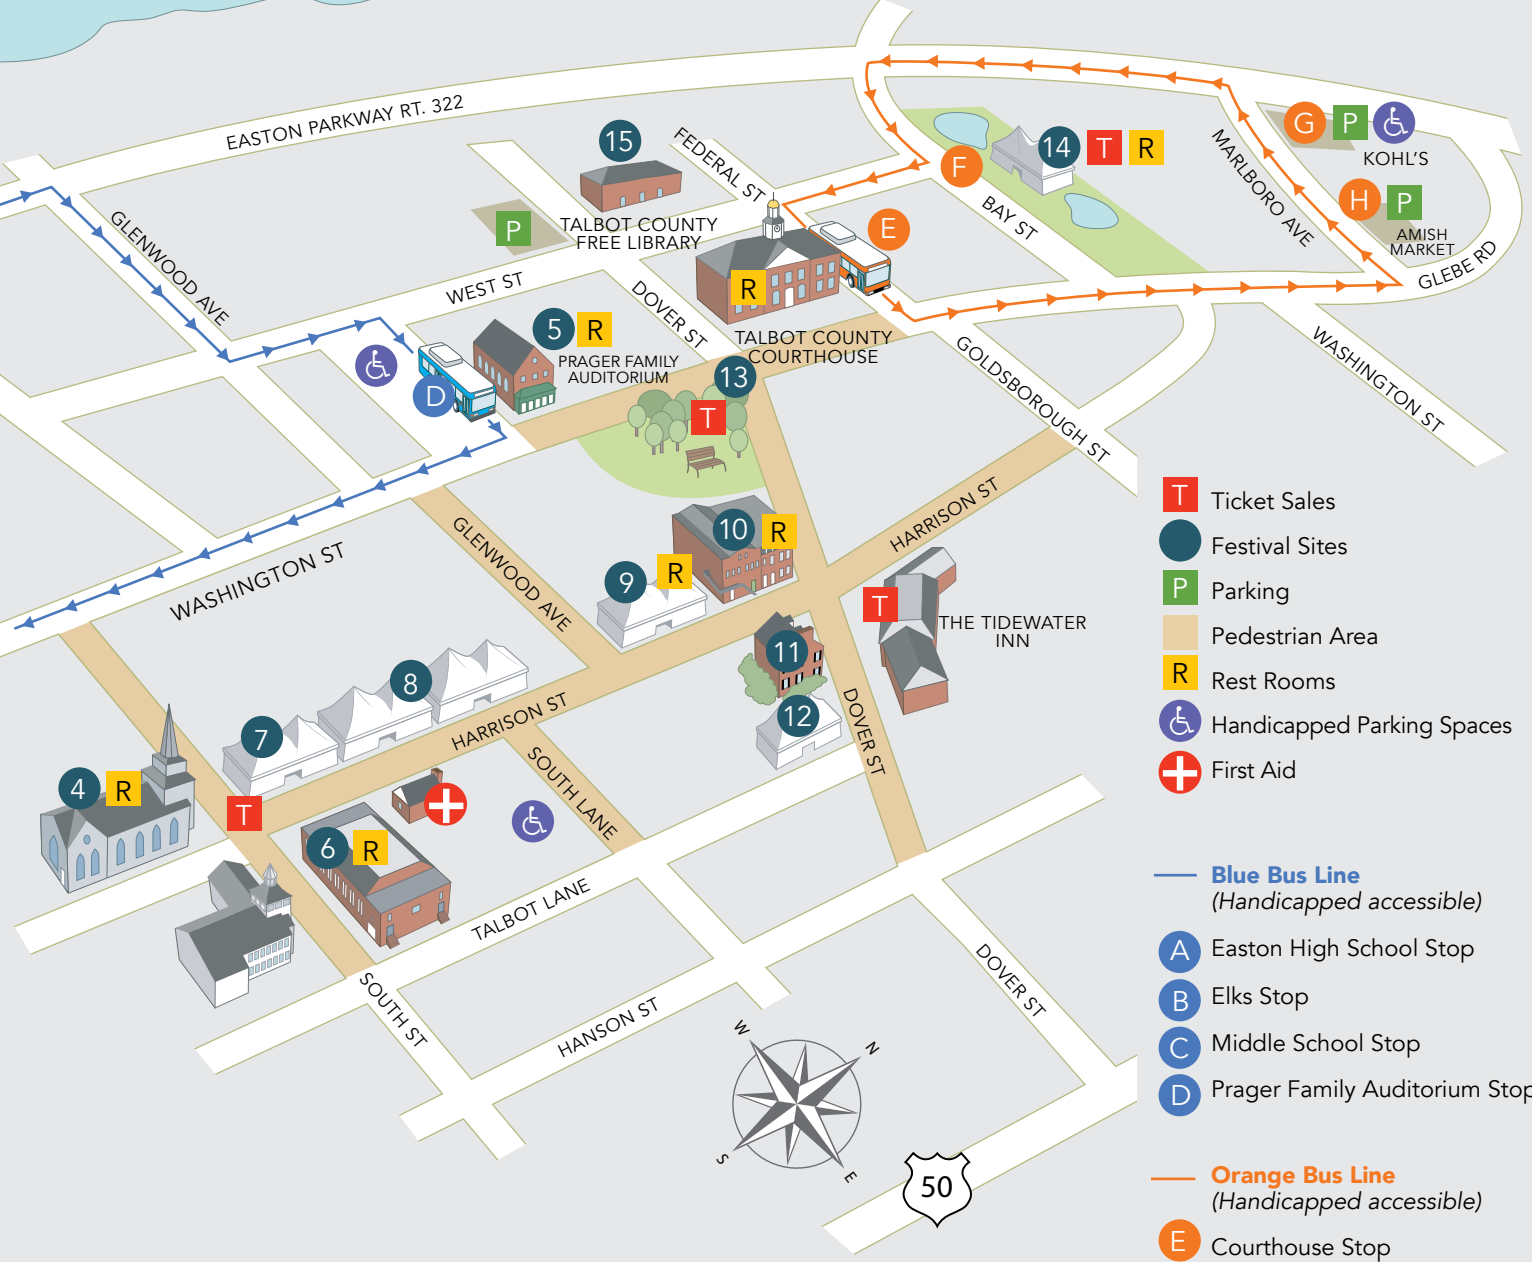 EASTON PARKWAY RT. 322
15
FEDERAL ST
14
T
R
G
P
KOHL'S
F
MARLBORO AVE
H
P
AMISH
MARKET
GLEBE RD
BAY ST
GLENWOOD AVE
P
TALBOT COUNTY
FREE LIBRARY
E
WEST ST
DOVER ST
R
TALBOT COUNTY
COURTHOUSE
5
R
PRAGER FAMILY
AUDITORIUM
D
13
T
GOLDSBOROUGH ST
WASHINGTON ST
WASHINGTON ST
GLENWOOD AVE
10
R
9
R
HARRISON ST
T
THE TIDEWATER
INN
11
12
DOVER ST
8
7
HARRISON ST
SOUTH LANE
4
R
T
6
R
TALBOT LANE
SOUTH ST
HANSON ST
DOVER ST
W
N
S
E
50
T
Ticket Sales
Festival Sites
P
Parking
Pedestrian Area
R
Rest Rooms
Handicapped Parking Spaces
First Aid
Blue Bus Line
(Handicapped accessible)
A
Easton High School Stop
B
Elks Stop
C
Middle School Stop
D
Prager Family Auditorium Stop
Orange Bus Line
(Handicapped accessible)
E
Courthouse Stop